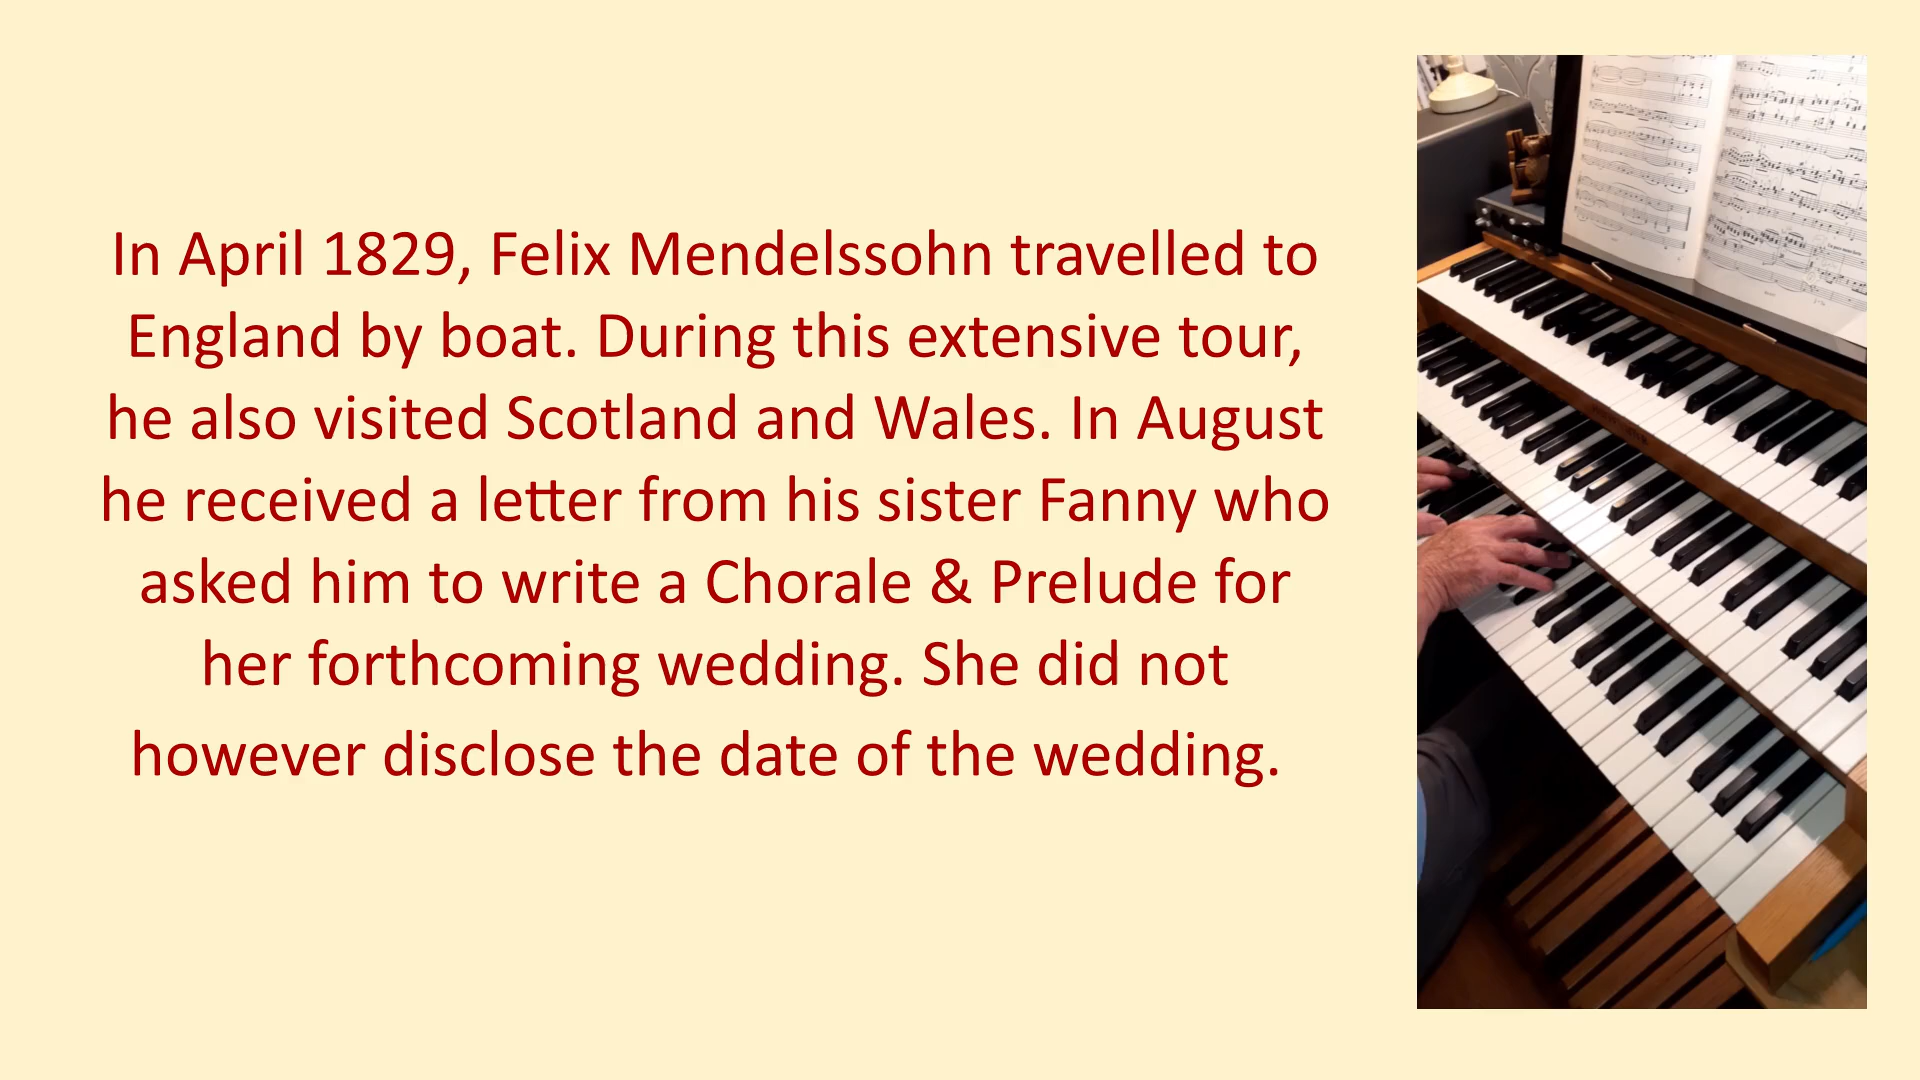 In April 1829, Felix Mendelssohn travelled to
England by boat. During this extensive tour,
he also visited Scotland and Wales. In August
he received a letter from his sister Fanny who
asked him to write a Chorale & Prelude for
her forthcoming wedding. She did not
however disclose the date of the wedding.